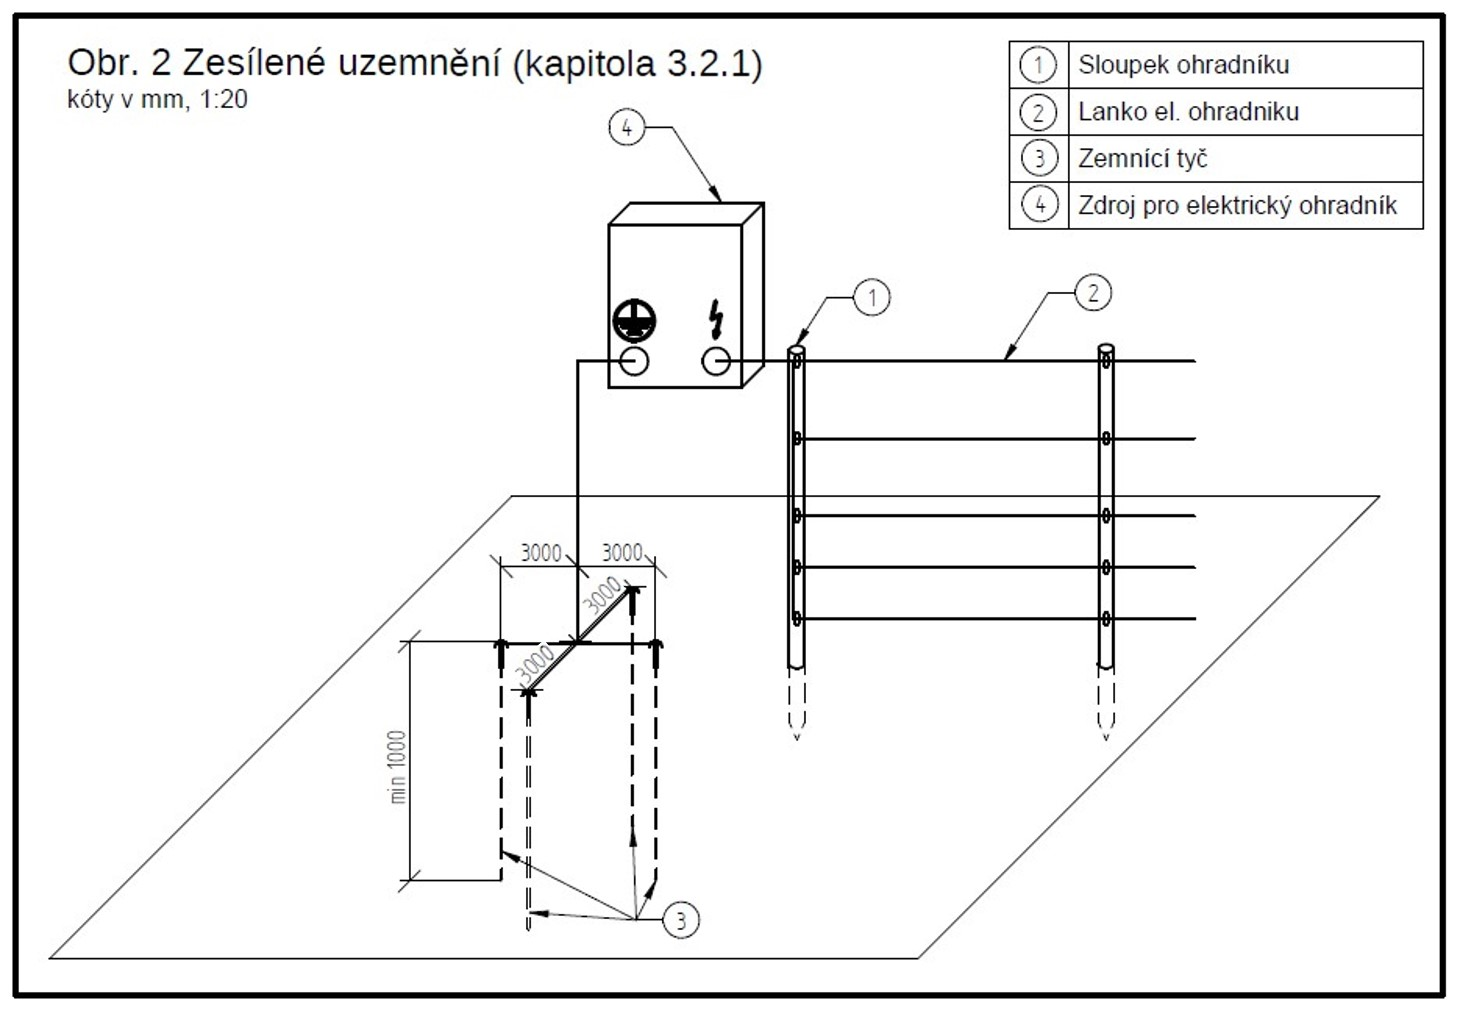 Obr. 2 Zesílené uzemnění (kapitola 3.2.1)
kóty v mm, 1:20
1 Sloupek ohradníku
2 Lanko el. ohradniku
3 Zemnící tyč
4 Zdroj pro elektrický ohradník
4
1
2
3000 3000
3000
3000
min 1000
3